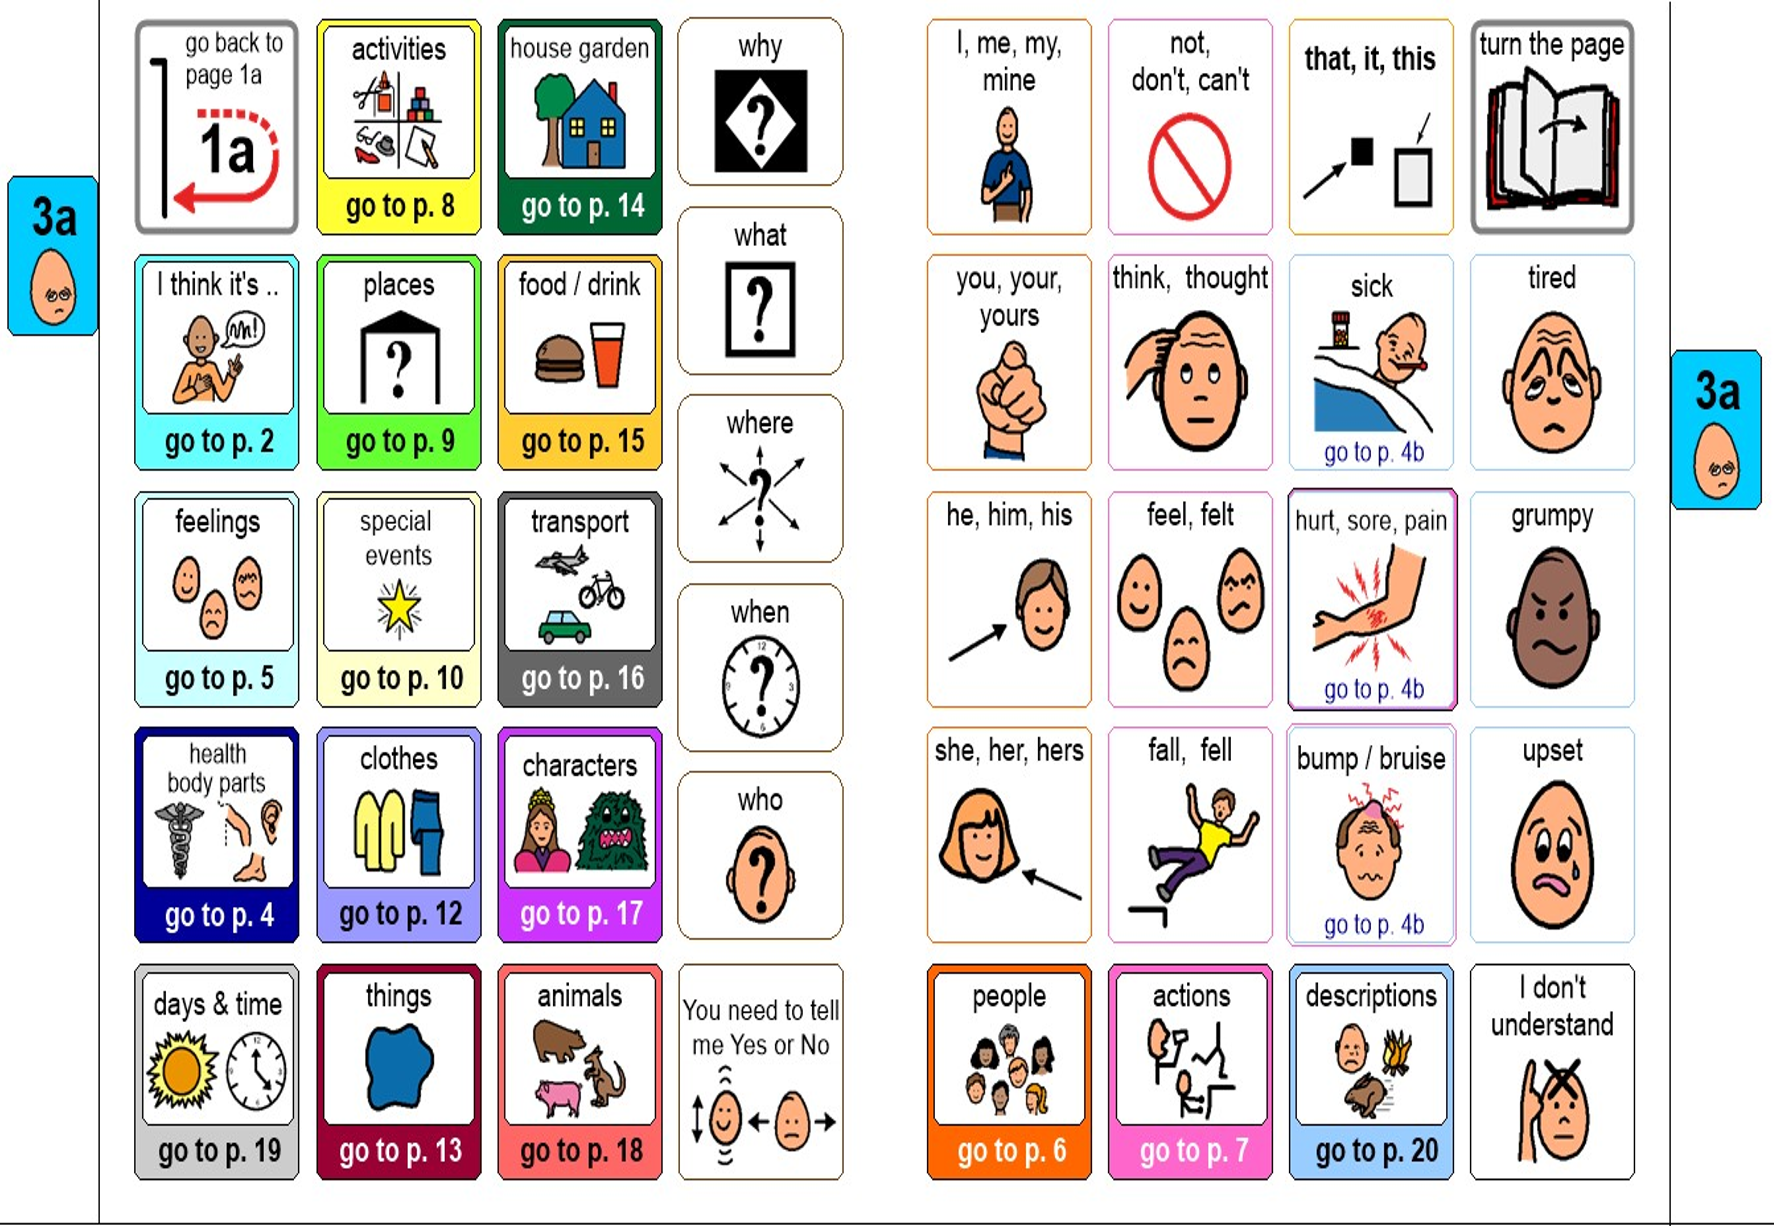 3a
go back to
page 1a
1a
activities
go to p. 8
house garden
go to p. 14
why
?
I think it's ..
go to p. 2
places
?
go to p. 9
food / drink
go to p. 15
what
?
feelings
go to p. 5
special
events
go to p. 10
transport
go to p. 16
where
?
health
body parts
go to p. 4
clothes
go to p. 12
characters
go to p. 17
when
12
3
6
9
?
who
?
days & time
go to p. 19
things
go to p. 13
animals
go to p. 18
You need to tell
me Yes or No
I, me, my,
mine
not,
don't, can't
that, it, this
turn the page
you, your,
yours
think, thought
sick
go to p. 4b
tired
he, him, his
feel, felt
hurt, sore, pain
go to p. 4b
grumpy
she, her, hers
fall, fell
bump / bruise
go to p. 4b
upset
people
go to p. 6
actions
go to p. 7
descriptions
go to p. 20
I don't
understand
3a